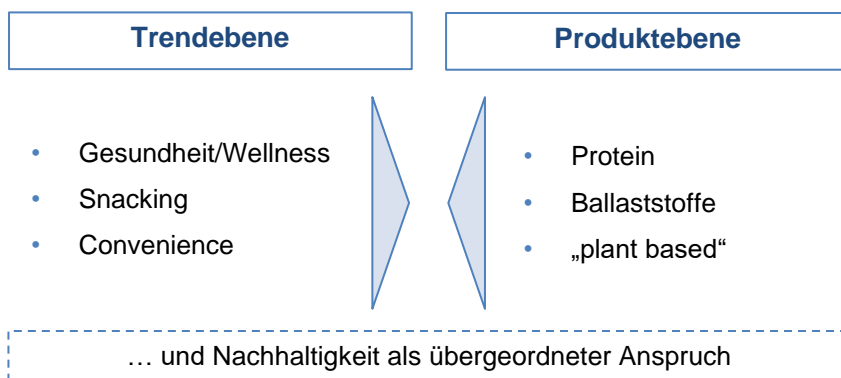 Trendebene
Produktebene
• Gesundheit/Wellness
• Snacking
• Convenience
• Protein
• Ballaststoffe
• „plant based“
… und Nachhaltigkeit als übergeordneter Anspruch